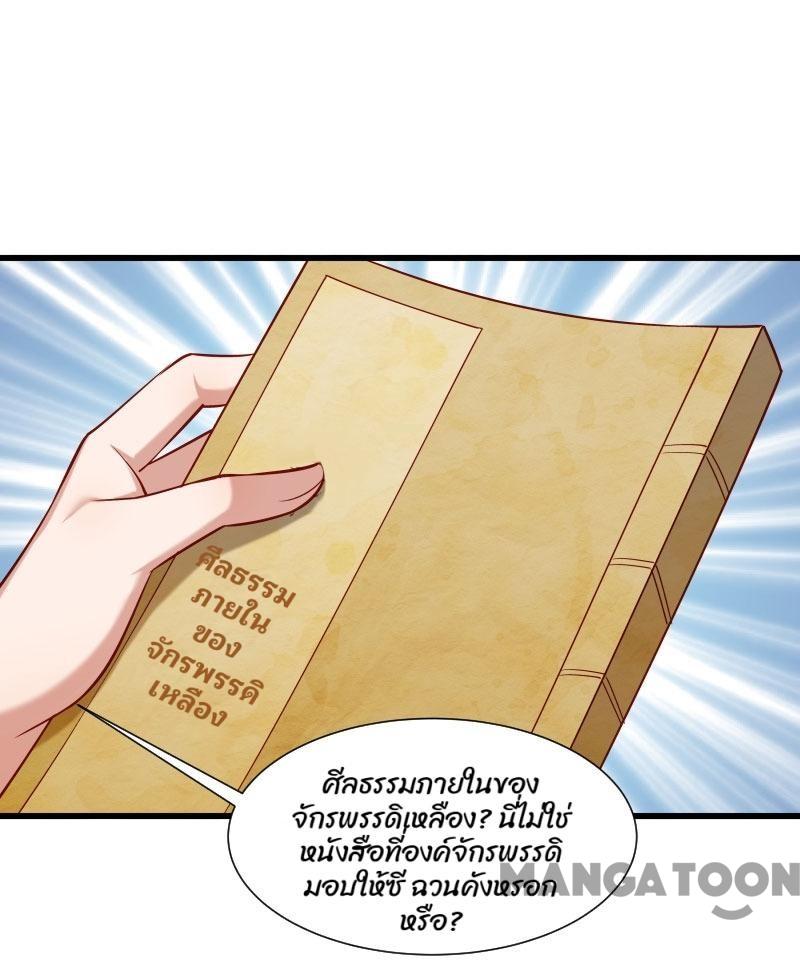 ศีลธรรม
ภายใน
ของ
จักรพรรดิ
เหลือง
ศีลธรรมภายในของ
จักรพรรดิเหลือง? นี่ไม่ใช่
หนังสือที่องค์จักรพรรดิ
มอบให้ซี ฉวนคังหรอก
หรือ?
MANGATOON